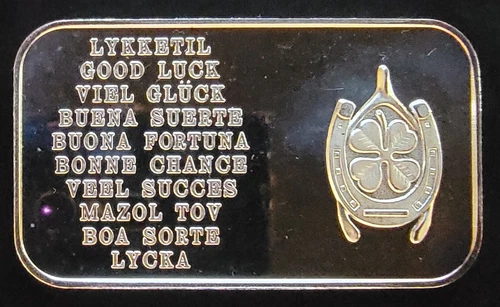 LYKKETIL
GOOD LUCK
VIEL GLÜCK
BUENA SUERTE
BUONA FORTUNA
BONNE CHANCE
VEEL SUCCES
MAZOL TOV
BOA SORTE
LYCKA